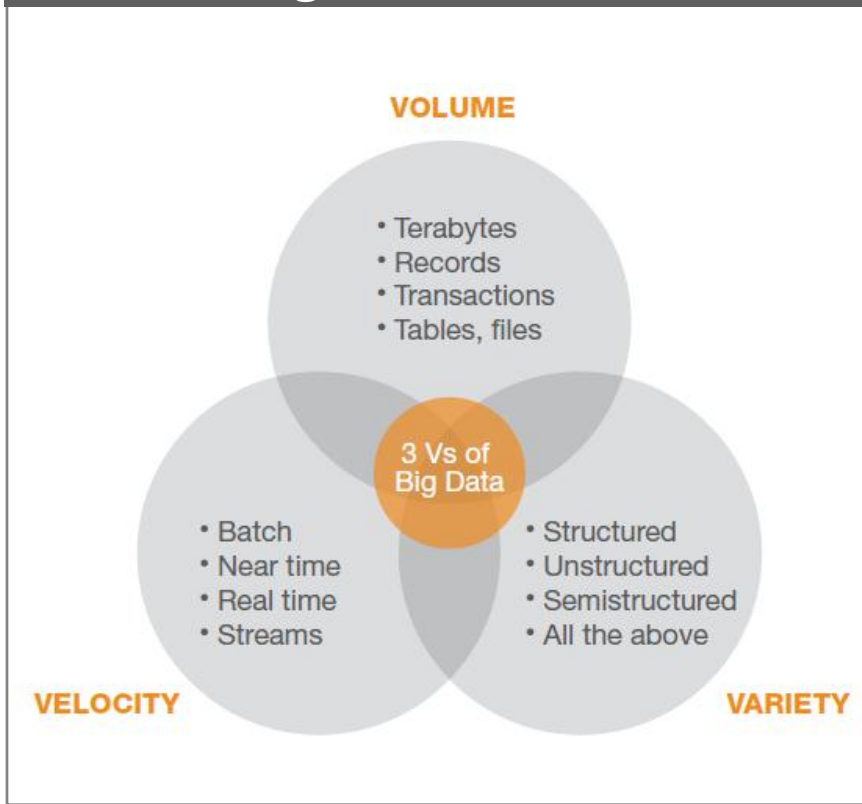 VOLUME
• Terabytes
• Records
• Transactions
• Tables, files
3 Vs of
Big Data
• Batch
• Near time
• Real time
• Streams
• Structured
• Unstructured
• Semistructured
• All the above
VELOCITY
VARIETY